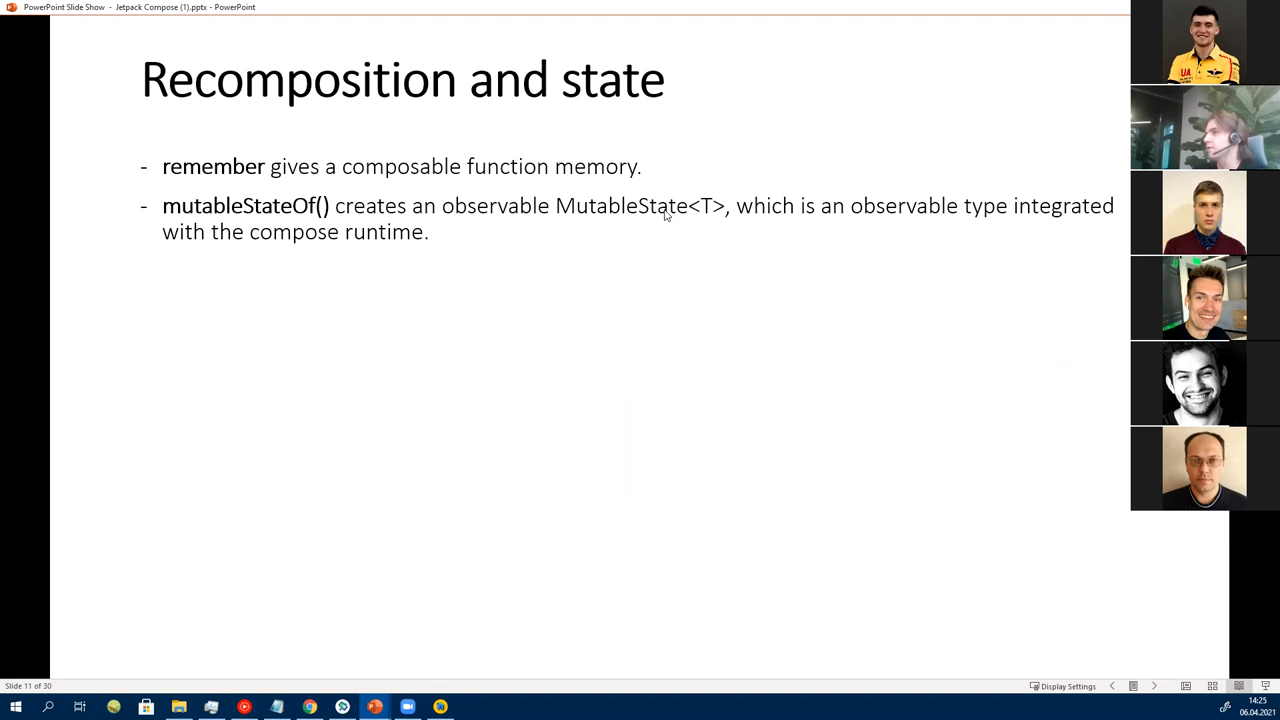 PowerPoint Slide Show - Jetpack Compose (1).pptx - PowerPoint
Recomposition and state
- remember gives a composable function memory.
- mutableStateOf() creates an observable MutableState<T>, which is an observable type integrated
with the compose runtime.
UA
Slide 11 of 30
Display Settings
14:25
06.04.2021